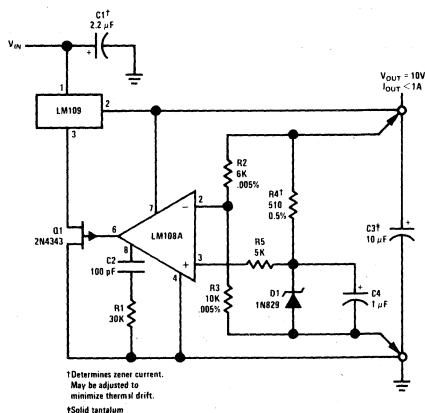 C1†
2.2 µF
+
VIN
VOUT = 10V
IOUT < 1A
1
LM109
2
3
R2
6K
.005%
R4†
510
0.5%
7
2
−
Q1
2N4343
6
LM108A
8
C3‡
10 µF
+
C2
100 pF
4
+
3
R5
5K
R3
10K
.005%
D1
1N829
+
C4
1 µF
R1
30K
†Determines zener current.
May be adjusted to
minimize thermal drift.
‡Solid tantalum